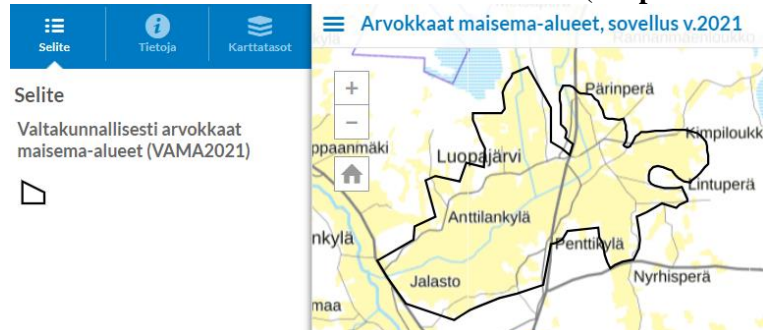 Selite
Tietoja
Karttatasot
Arvokkaat maisema-alueet, sovellus v.2021
Selite
Valtakunnallisesti arvokkaat
maisema-alueet (VAMA2021)
+
−
Pärinperä
Kimpiloukk
ppaanmäki
Luopajärvi
Lintuperä
Anttilankylä
nkylä
Penttikylä
Jalasto
Nyrhisperä
maa